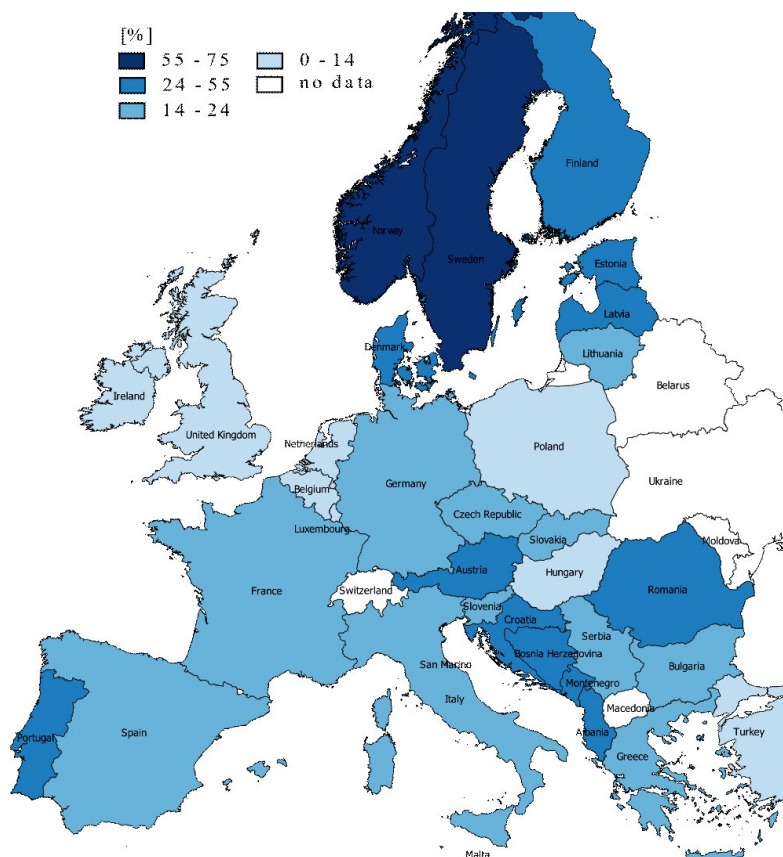 [%]
55 - 75
0 - 14
24 - 55
no data
14 - 24
Finland
Norway
Sweden
Estonia
Latvia
Denmark
Lithuania
Belarus
Ireland
United Kingdom
Netherlands
Poland
Belgium
Germany
Ukraine
Czech Republic
Luxembourg
Slovakia
Moldova
Austria
Hungary
France
Switzerland
Romania
Slovenia
Croatia
Serbia
Bosnia Herzegovina
San Marino
Bulgaria
Montenegro
Italy
Macedonia
Spain
Portugal
Albania
Turkey
Greece
Malta